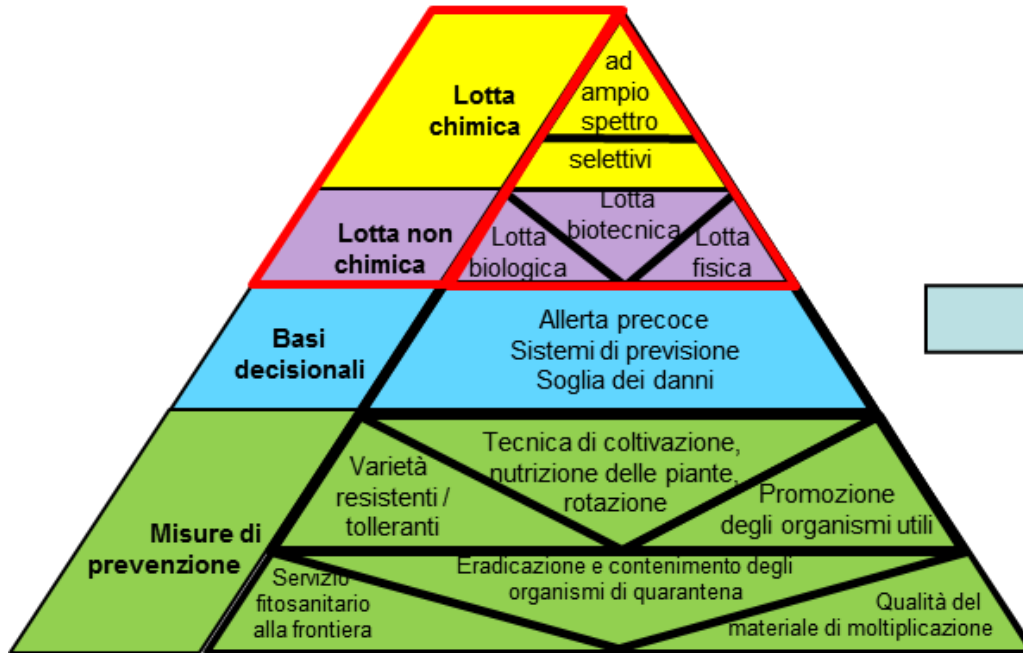 Lotta
chimica
ad
ampio
spettro
selettivi
Lotta non
chimica
Lotta
biologica
Lotta
biotecnica
Lotta
fisica
Basi
decisionali
Allerta precoce
Sistemi di previsione
Soglia dei danni
Misure di
prevenzione
Varietà
resistenti /
tolleranti
Tecnica di coltivazione,
nutrizione delle piante,
rotazione
Promozione
degli organismi utili
Servizio
fitosanitario
alla frontiera
Eradicazione e contenimento degli
organismi di quarantena
Qualità del
materiale di moltiplicazione